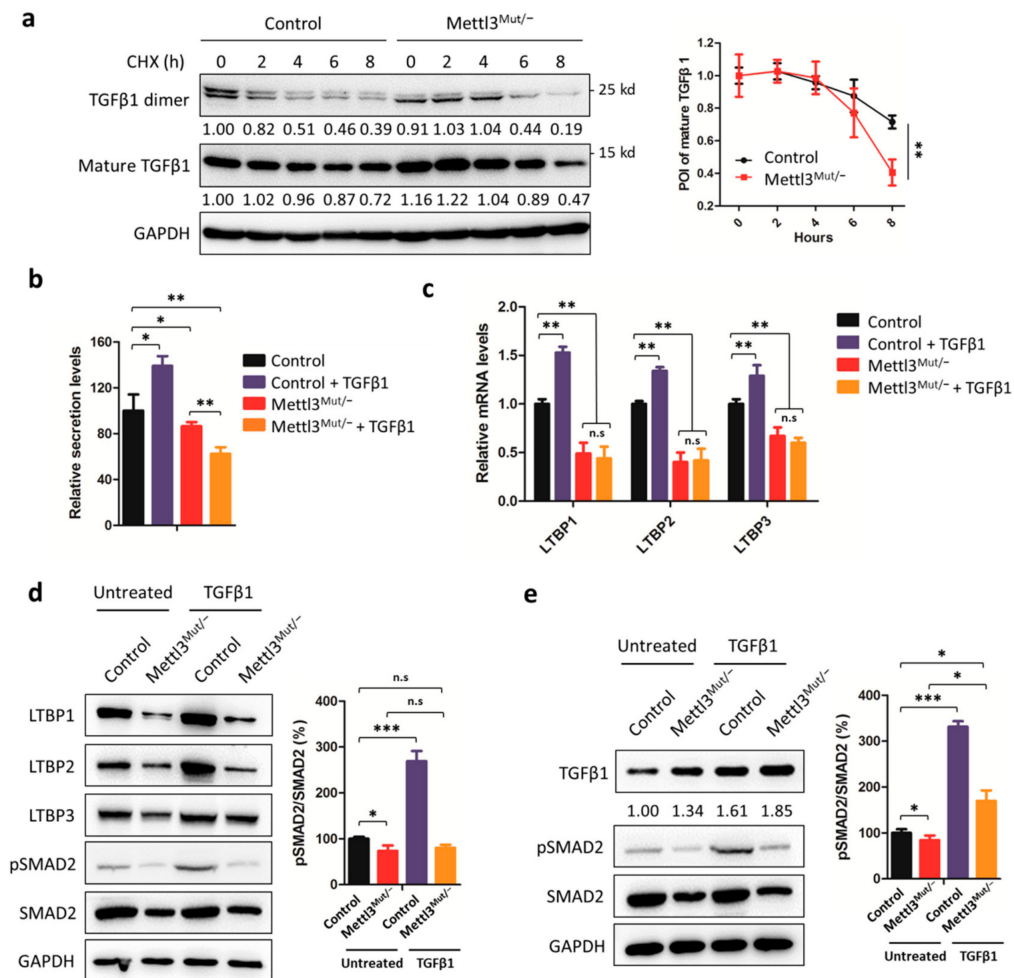 a
Control Mettl3Mut/−
CHX (h) 0 2 4 6 8 0 2 4 6 8
TGFβ1 dimer 25 kd
1.00 0.82 0.51 0.46 0.39 0.91 1.03 1.04 0.44 0.19
Mature TGFβ1 15 kd
1.00 1.02 0.96 0.87 0.72 1.16 1.22 1.04 0.89 0.47
GAPDH
POI of mature TGFβ 1
1.2
1.0
0.8
0.6
0.4
0.2
Control
Mettl3Mut/−
**
0 2 4 6 8
Hours
b
Relative secretion levels
160
120
80
40
0
**
*
*
**
Control
Control + TGFβ1
Mettl3Mut/−
Mettl3Mut/− + TGFβ1
c
Relative mRNA levels
2.0
1.5
1.0
0.5
0.0
** ** **
** ** **
n.s n.s n.s
LTBP1 LTBP2 LTBP3
Control
Control + TGFβ1
Mettl3Mut/−
Mettl3Mut/− + TGFβ1
d
Untreated TGFβ1
Control Mettl3Mut/− Control Mettl3Mut/−
LTBP1
LTBP2
LTBP3
pSMAD2
SMAD2
GAPDH
pSMAD2/SMAD2 (%)
400
300
200
100
0
n.s
n.s
***
*
Control Mettl3Mut/− Control Mettl3Mut/−
Untreated TGFβ1
e
Untreated TGFβ1
Control Mettl3Mut/− Control Mettl3Mut/−
TGFβ1
1.00 1.34 1.61 1.85
pSMAD2
SMAD2
GAPDH
pSMAD2/SMAD2 (%)
400
300
200
100
0
*
*
***
*
Control Mettl3Mut/− Control Mettl3Mut/−
Untreated TGFβ1